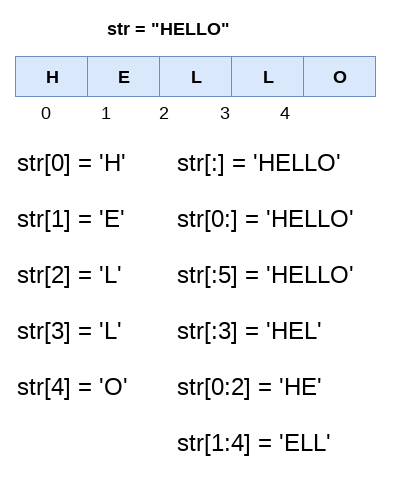 str = "HELLO"
H E L L O
0 1 2 3 4
str[0] = 'H' str[:] = 'HELLO'
str[1] = 'E' str[0:] = 'HELLO'
str[2] = 'L' str[:5] = 'HELLO'
str[3] = 'L' str[:3] = 'HEL'
str[4] = 'O' str[0:2] = 'HE'
str[1:4] = 'ELL'